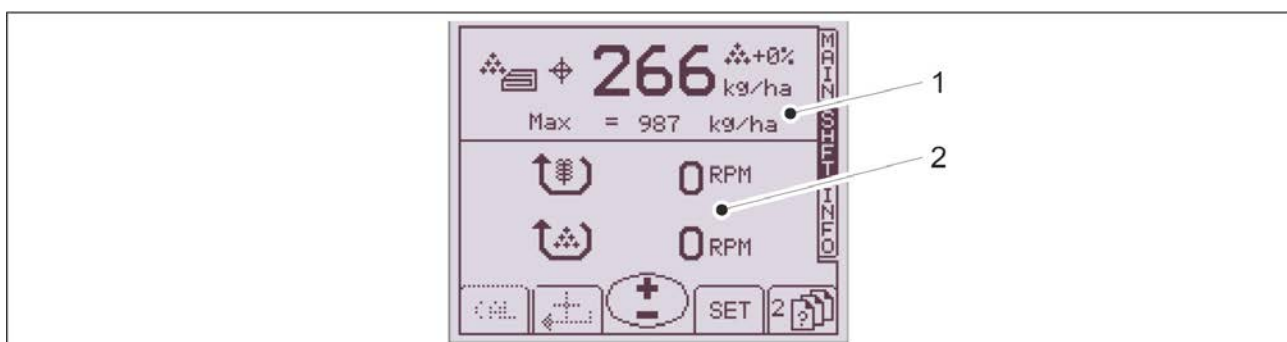 266 +0%
kg/ha
Max = 987 kg/ha
0 RPM
0 RPM
CAL + - SET 2 ?
MAIN SHFT INFO
1
2